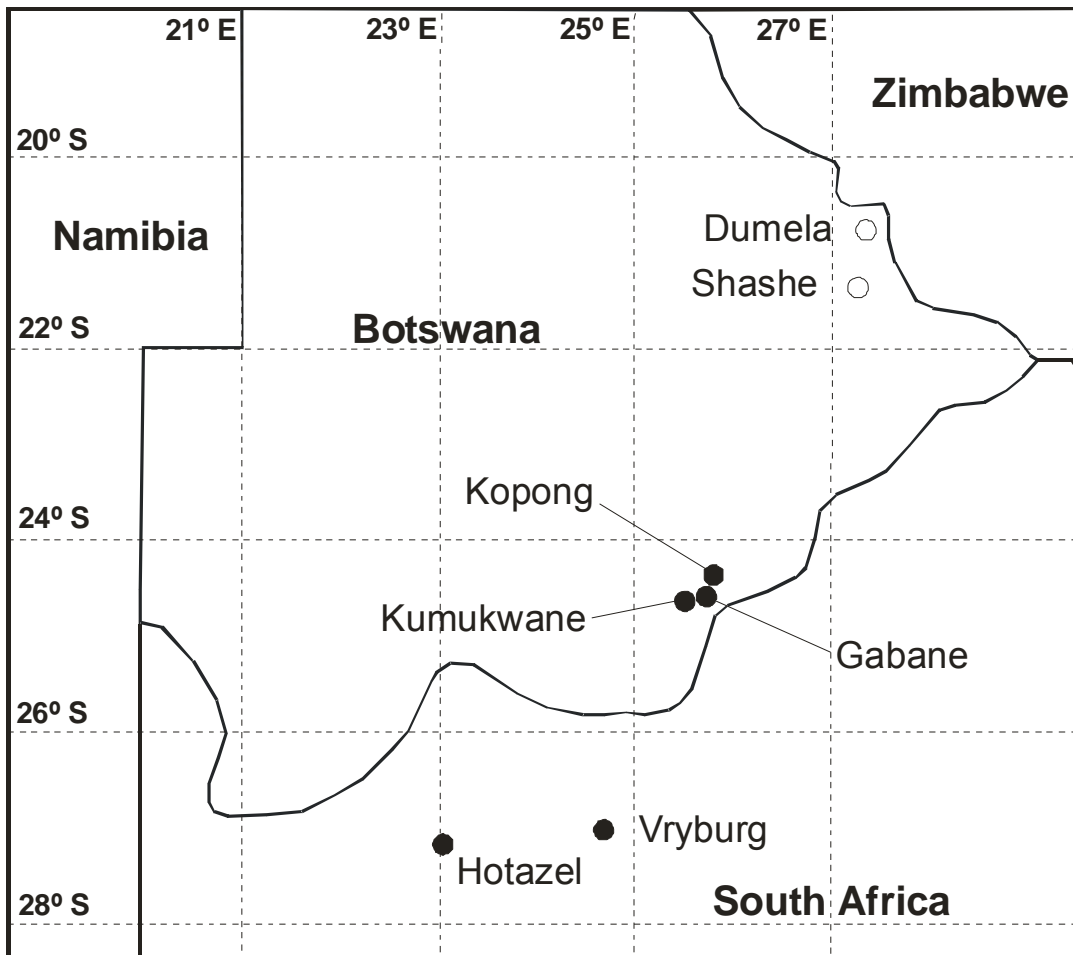 21º E
23º E
25º E
27º E
Zimbabwe
20º S
Namibia
Dumela
Shashe
22º S
Botswana
Kopong
24º S
Kumukwane
Gabane
26º S
Vryburg
Hotazel
28º S
South Africa